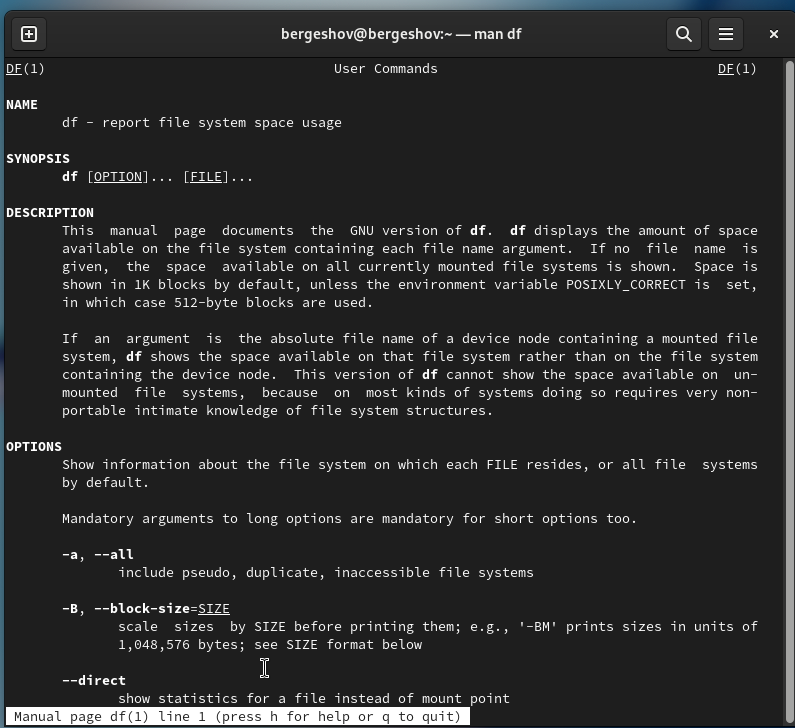 bergeshov@bergeshov:~ — man df
DF(1) User Commands DF(1)
NAME
df - report file system space usage
SYNOPSIS
df [OPTION]... [FILE]...
DESCRIPTION
This manual page documents the GNU version of df. df displays the amount of space
available on the file system containing each file name argument. If no file name is
given, the space available on all currently mounted file systems is shown. Space is
shown in 1K blocks by default, unless the environment variable POSIXLY_CORRECT is set,
in which case 512-byte blocks are used.
If an argument is the absolute file name of a device node containing a mounted file
system, df shows the space available on that file system rather than on the file system
containing the device node. This version of df cannot show the space available on un-
mounted file systems, because on most kinds of systems doing so requires very non-
portable intimate knowledge of file system structures.
OPTIONS
Show information about the file system on which each FILE resides, or all file systems
by default.
Mandatory arguments to long options are mandatory for short options too.
-a, --all
include pseudo, duplicate, inaccessible file systems
-B, --block-size=SIZE
scale sizes by SIZE before printing them; e.g., '-BM' prints sizes in units of
1,048,576 bytes; see SIZE format below
--direct
show statistics for a file instead of mount point
Manual page df(1) line 1 (press h for help or q to quit)